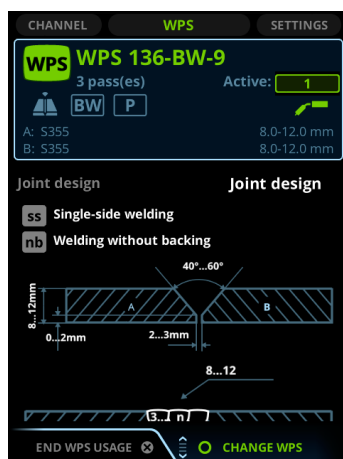 CHANNEL WPS SETTINGS
WPS WPS 136-BW-9
3 pass(es) Active: 1
BW P
A: S355 8.0-12.0 mm
B: S355 8.0-12.0 mm
Joint design Joint design
ss Single-side welding
nb Welding without backing
40°...60°
8...12mm
A B
0...2mm 2...3mm
8...12
3... n
END WPS USAGE CHANGE WPS